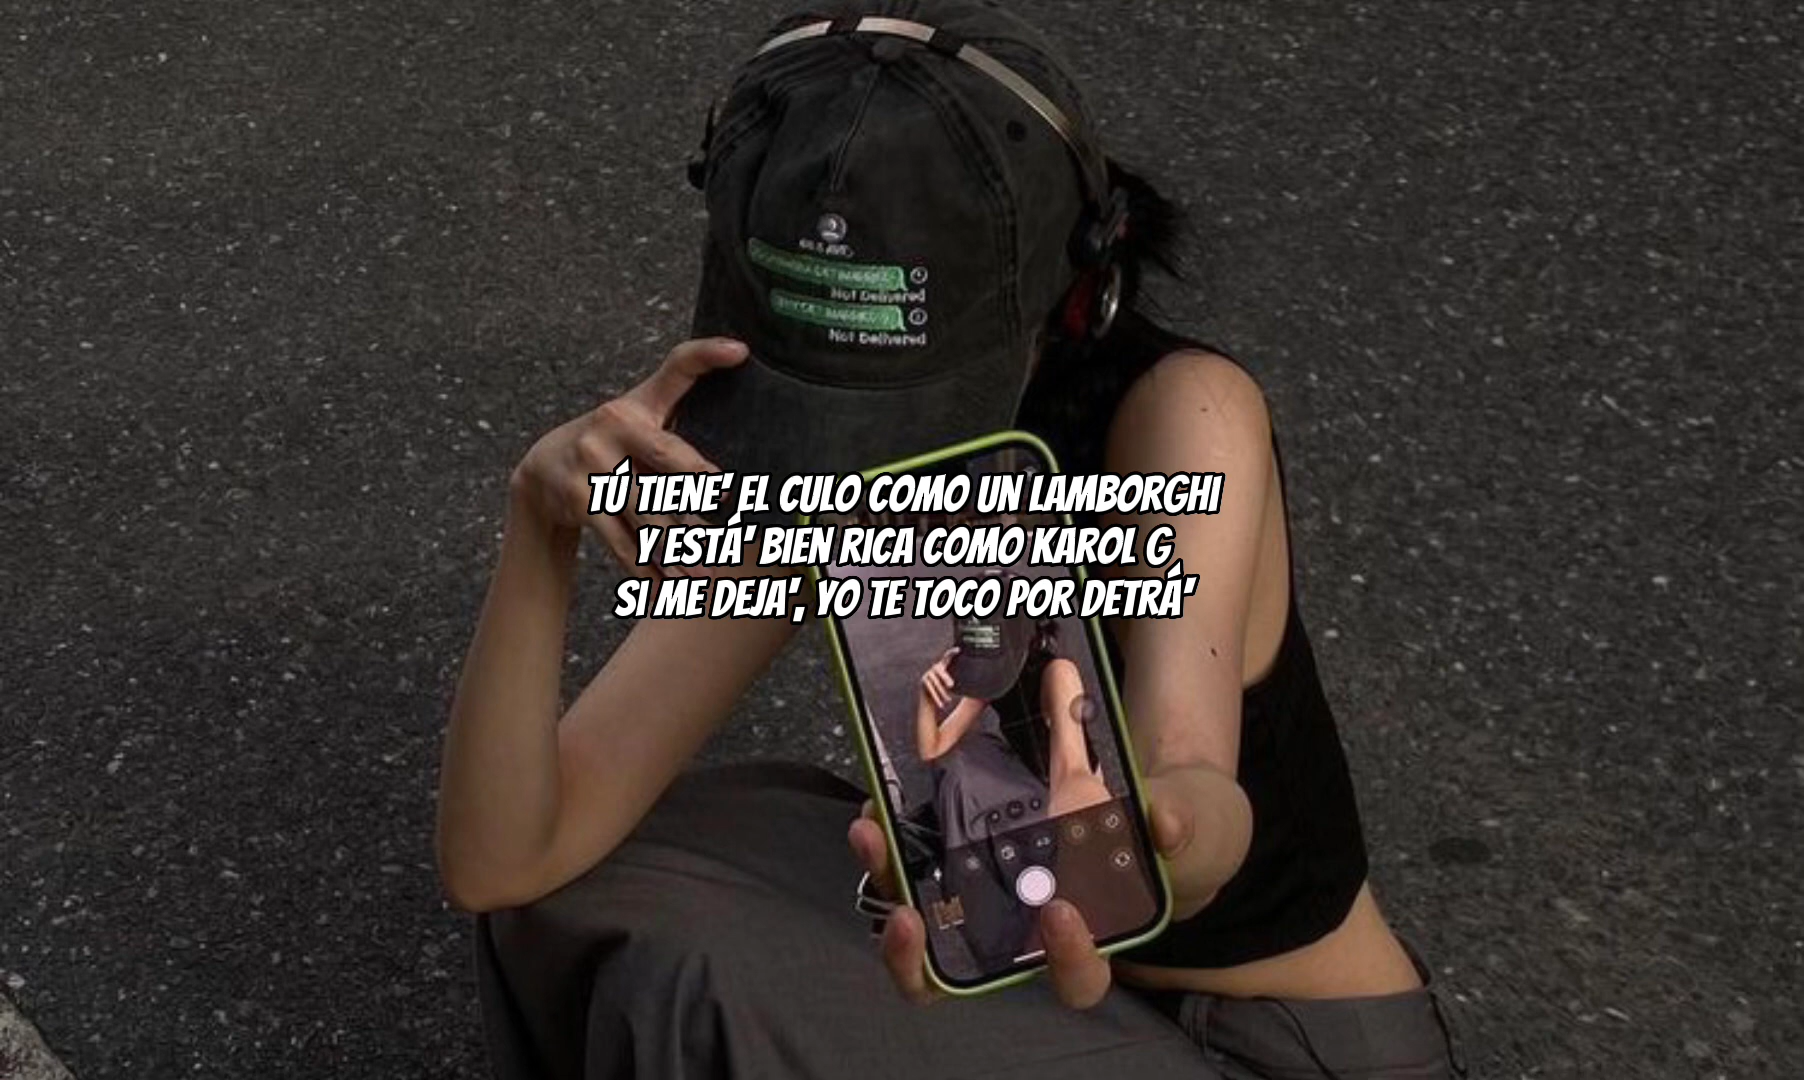 Not Delivered
Not Delivered
TÚ TIENE' EL CULO COMO UN LAMBORGHI
Y ESTÁ' BIEN RICA COMO KAROL G
SI ME DEJA', YO TE TOCO POR DETRÁ'